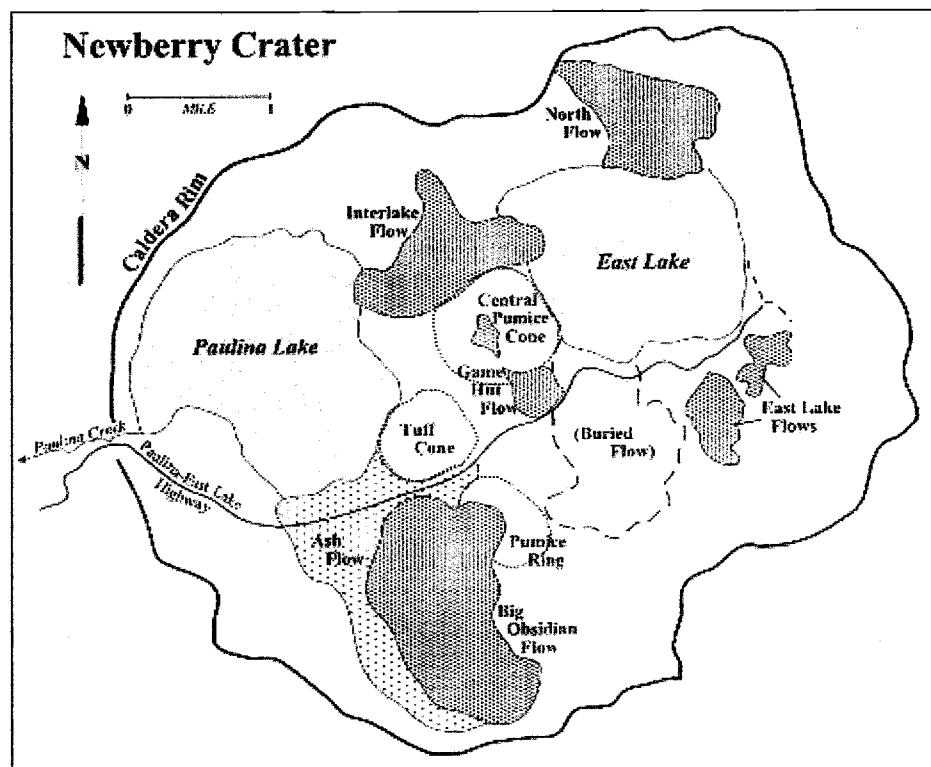 Newberry Crater
0 MILE 1
N
Caldera Rim
North
Flow
Interlake
Flow
East Lake
Central
Pumice
Cone
Paulina Lake
Game
Hut
Flow
East Lake
Flows
Tuff
Cone
(Buried
Flow)
Paulina Creek
Paulina-East Lake
Highway
Ash
Flow
Pumice
Ring
Big
Obsidian
Flow